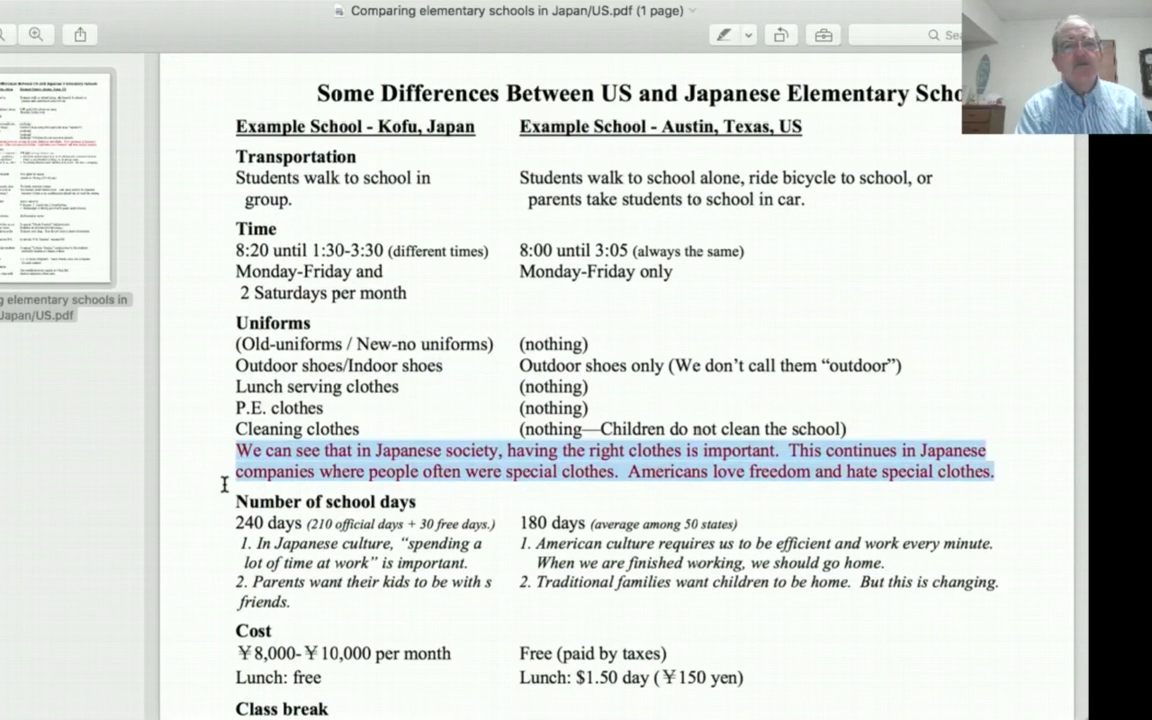 Comparing elementary schools in Japan/US.pdf (1 page)
Sea
g elementary schools in
Japan/US.pdf
Some Differences Between US and Japanese Elementary Scho
Example School - Kofu, Japan Example School - Austin, Texas, US
Transportation
Students walk to school in Students walk to school alone, ride bicycle to school, or
group. parents take students to school in car.
Time
8:20 until 1:30-3:30 (different times) 8:00 until 3:05 (always the same)
Monday-Friday and Monday-Friday only
2 Saturdays per month
Uniforms
(Old-uniforms / New-no uniforms) (nothing)
Outdoor shoes/Indoor shoes Outdoor shoes only (We don't call them “outdoor”)
Lunch serving clothes (nothing)
P.E. clothes (nothing)
Cleaning clothes (nothing—Children do not clean the school)
We can see that in Japanese society, having the right clothes is important. This continues in Japanese
companies where people often were special clothes. Americans love freedom and hate special clothes.
Number of school days
240 days (210 official days + 30 free days.) 180 days (average among 50 states)
1. In Japanese culture, “spending a 1. American culture requires us to be efficient and work every minute.
lot of time at work” is important. When we are finished working, we should go home.
2. Parents want their kids to be with s 2. Traditional families want children to be home. But this is changing.
friends.
Cost
￥8,000-￥10,000 per month Free (paid by taxes)
Lunch: free Lunch: $1.50 day (￥150 yen)
Class break